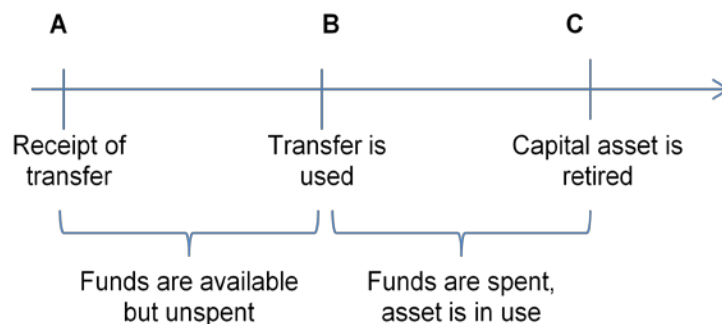 A B C
Receipt of transfer
Transfer is used
Capital asset is retired
Funds are available but unspent
Funds are spent, asset is in use